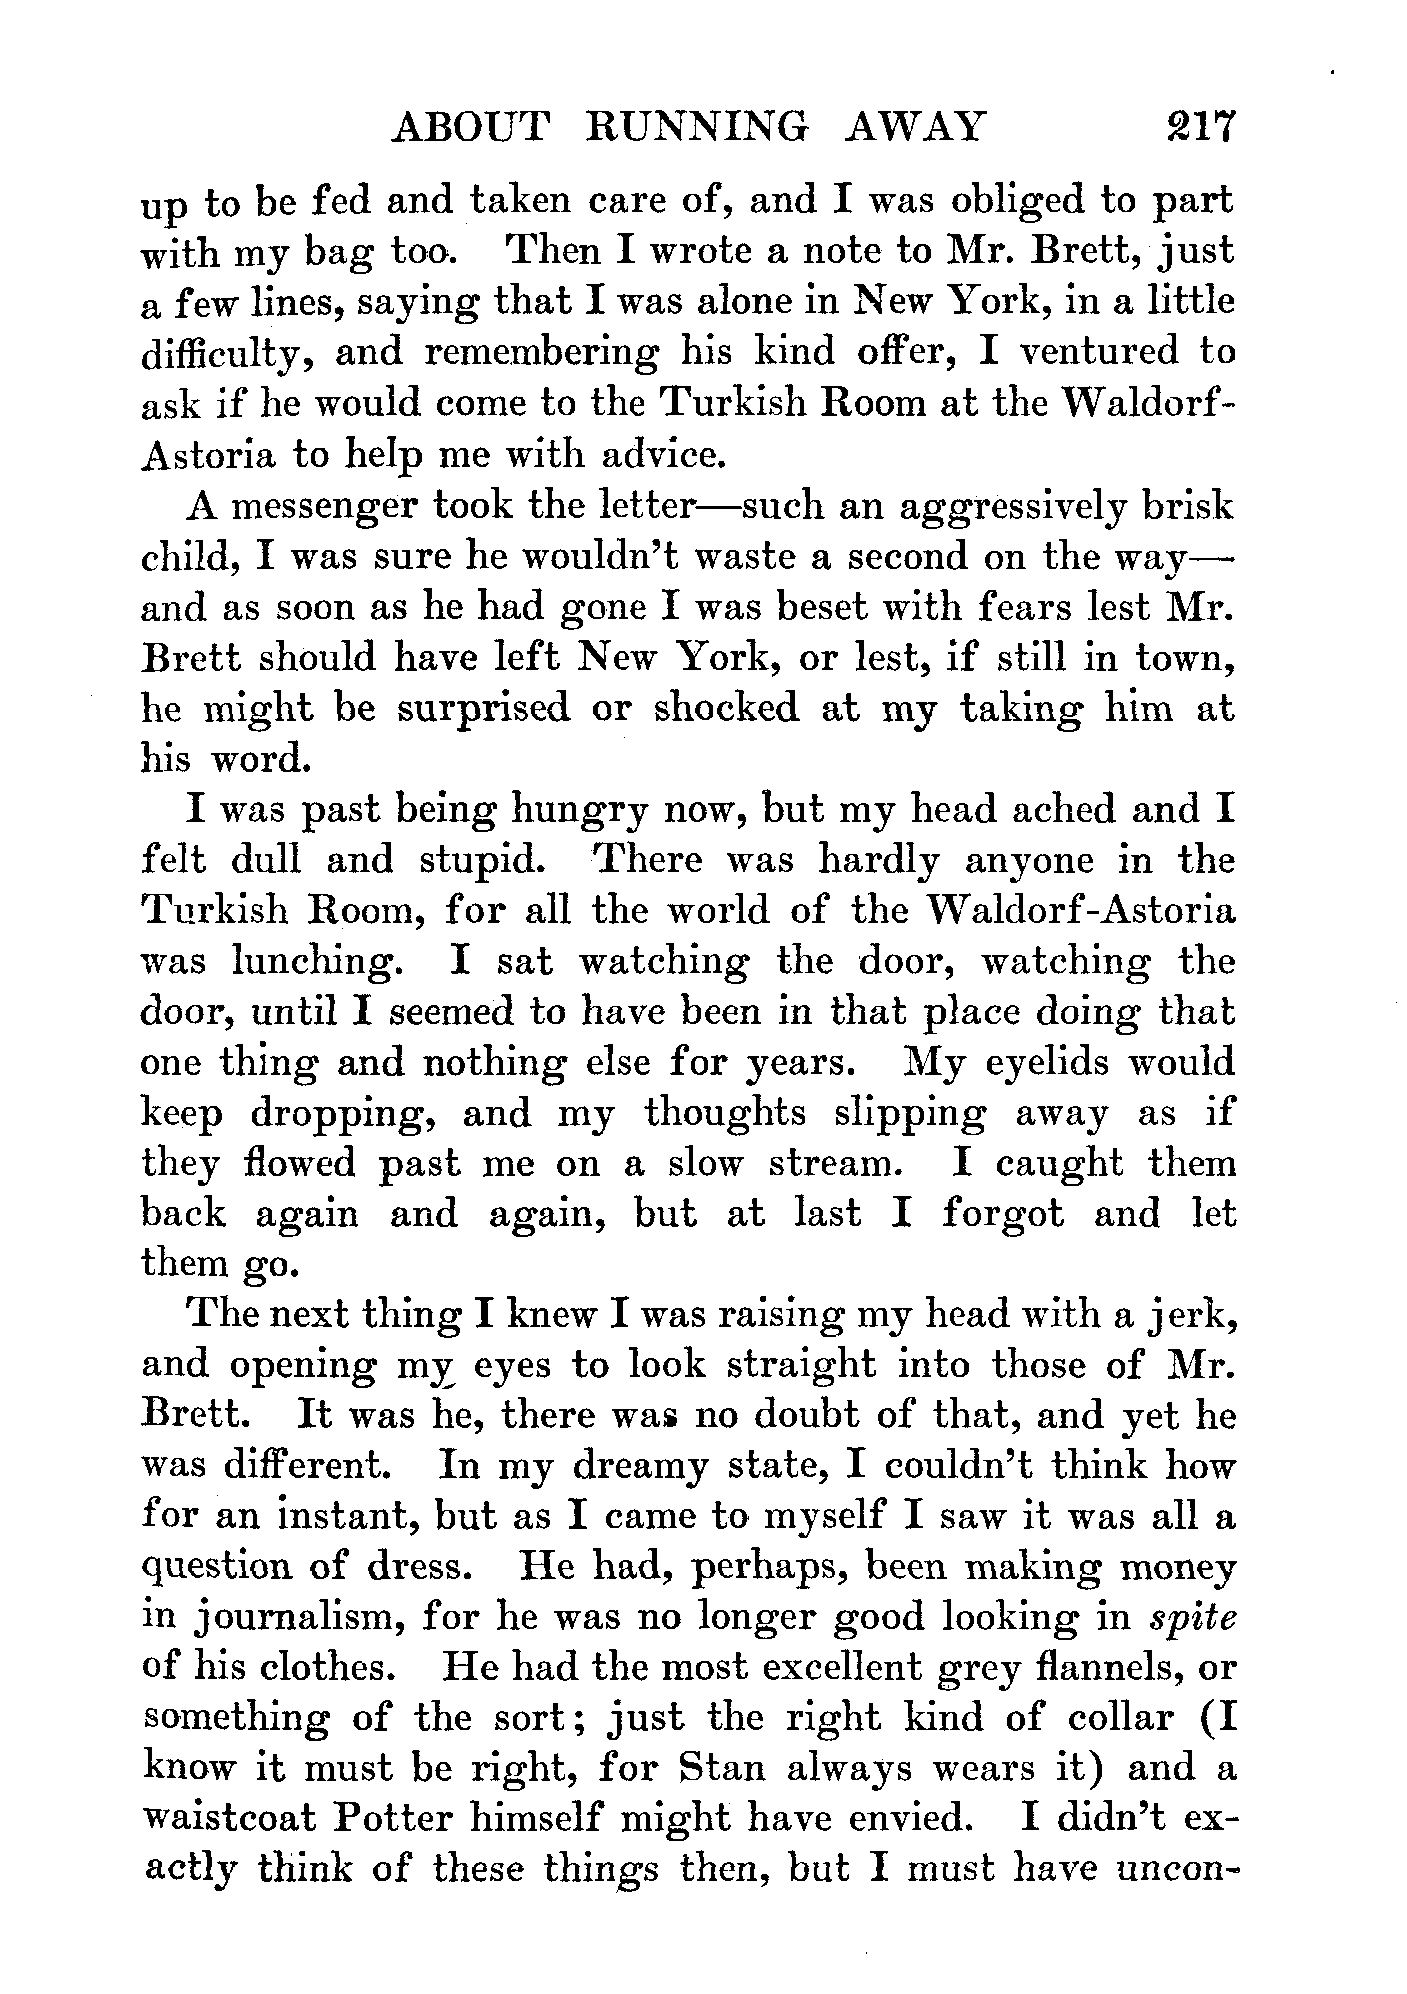 ABOUT RUNNING AWAY 217
up to be fed and taken care of, and I was obliged to part
with my bag too. Then I wrote a note to Mr. Brett, just
a few lines, saying that I was alone in New York, in a little
difficulty, and remembering his kind offer, I ventured to
ask if he would come to the Turkish Room at the Waldorf-
Astoria to help me with advice.
A messenger took the letter—such an aggressively brisk
child, I was sure he wouldn't waste a second on the way—
and as soon as he had gone I was beset with fears lest Mr.
Brett should have left New York, or lest, if still in town,
he might be surprised or shocked at my taking him at
his word.
I was past being hungry now, but my head ached and I
felt dull and stupid. There was hardly anyone in the
Turkish Room, for all the world of the Waldorf-Astoria
was lunching. I sat watching the door, watching the
door, until I seemed to have been in that place doing that
one thing and nothing else for years. My eyelids would
keep dropping, and my thoughts slipping away as if
they flowed past me on a slow stream. I caught them
back again and again, but at last I forgot and let
them go.
The next thing I knew I was raising my head with a jerk,
and opening my eyes to look straight into those of Mr.
Brett. It was he, there was no doubt of that, and yet he
was different. In my dreamy state, I couldn't think how
for an instant, but as I came to myself I saw it was all a
question of dress. He had, perhaps, been making money
in journalism, for he was no longer good looking in spite
of his clothes. He had the most excellent grey flannels, or
something of the sort; just the right kind of collar (I
know it must be right, for Stan always wears it) and a
waistcoat Potter himself might have envied. I didn't ex-
actly think of these things then, but I must have uncon-